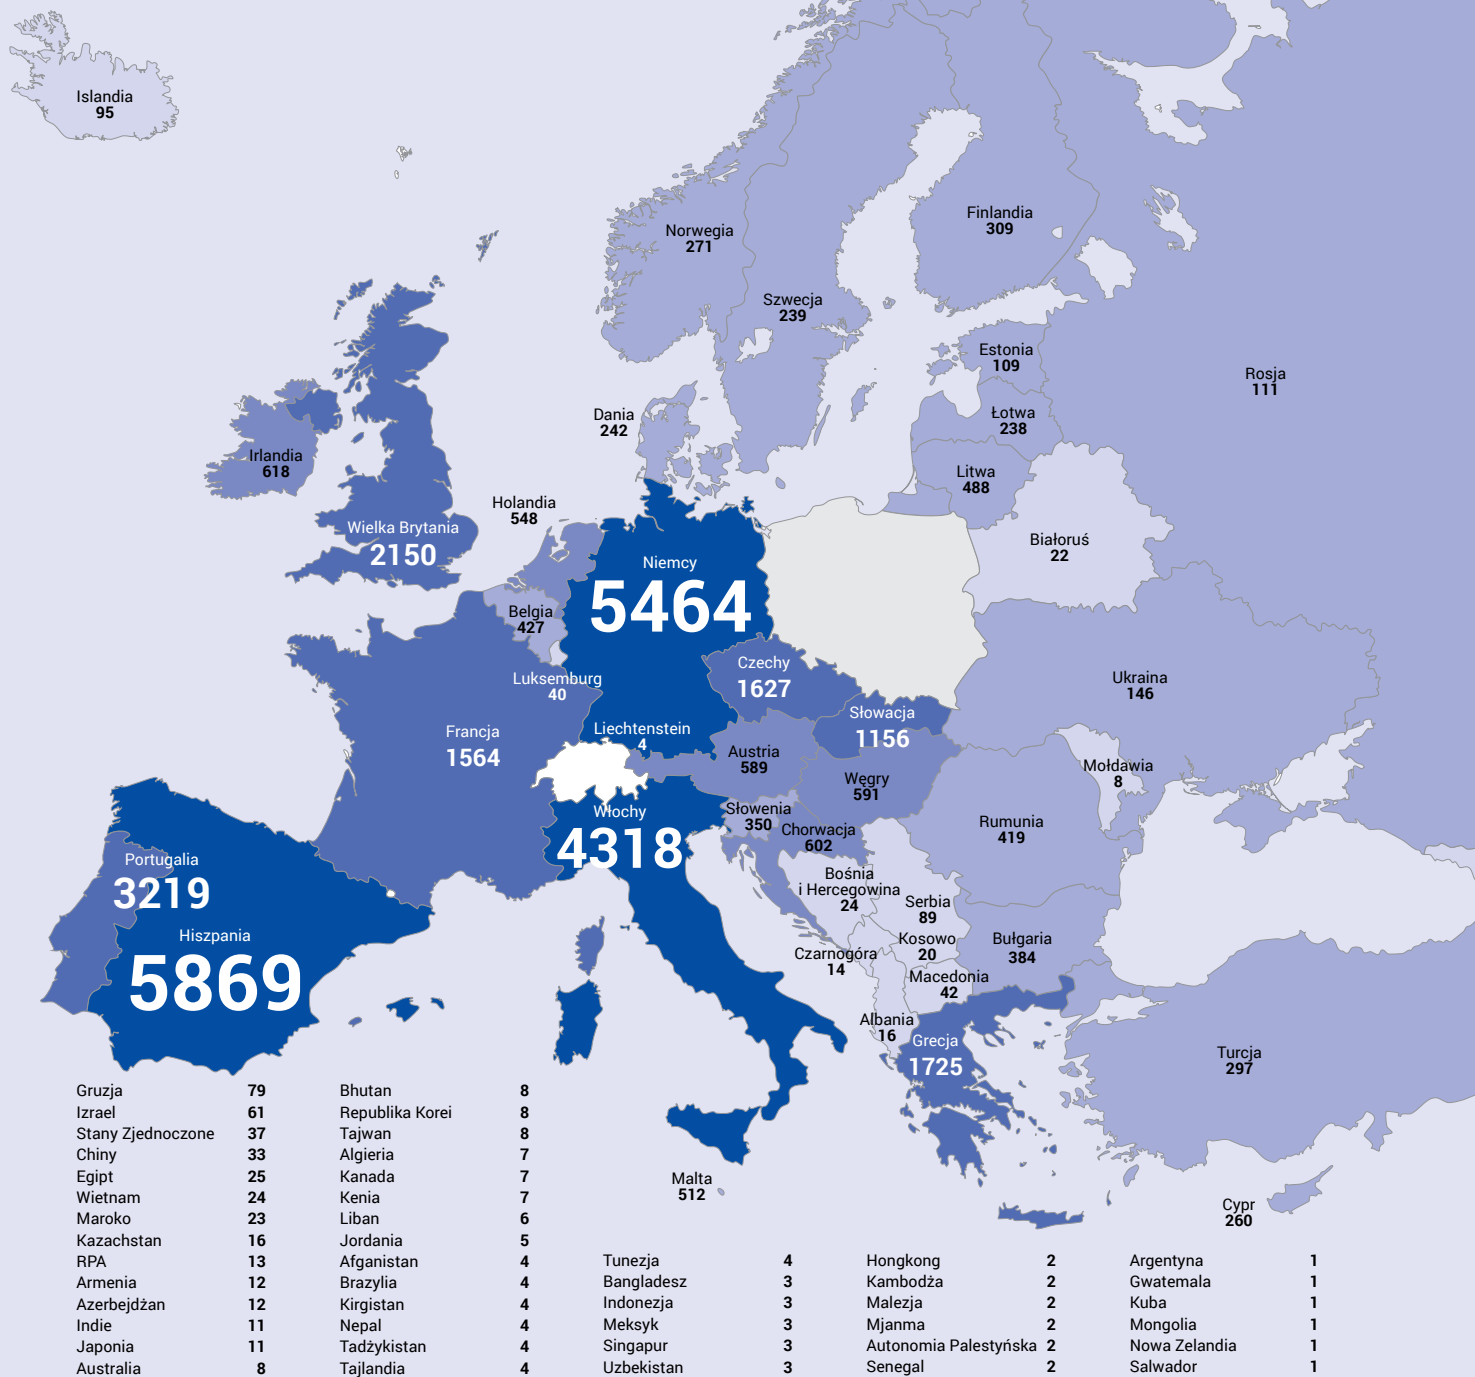 Islandia
95
Norwegia
271
Finlandia
309
Szwecja
239
Estonia
109
Rosja
111
Dania
242
Łotwa
238
Irlandia
618
Litwa
488
Holandia
548
Wielka Brytania
2150
Białoruś
22
Niemcy
5464
Belgia
427
Czechy
1627
Luksemburg
40
Ukraina
146
Słowacja
1156
Francja
1564
Liechtenstein
4
Austria
589
Mołdawia
8
Węgry
591
Włochy
4318
Słowenia
350
Chorwacja
602
Rumunia
419
Portugalia
3219
Bośnia
i Hercegowina
24
Serbia
89
Hiszpania
5869
Kosowo
20
Bułgaria
384
Czarnogóra
14
Macedonia
42
Albania
16
Grecja
1725
Turcja
297
Malta
512
Cypr
260
Gruzja 79
Izrael 61
Stany Zjednoczone 37
Chiny 33
Egipt 25
Wietnam 24
Maroko 23
Kazachstan 16
RPA 13
Armenia 12
Azerbejdżan 12
Indie 11
Japonia 11
Australia 8
Bhutan 8
Republika Korei 8
Tajwan 8
Algieria 7
Kanada 7
Kenia 7
Liban 6
Jordania 5
Afganistan 4
Brazylia 4
Kirgistan 4
Nepal 4
Tadżykistan 4
Tajlandia 4
Tunezja 4
Bangladesz 3
Indonezja 3
Meksyk 3
Singapur 3
Uzbekistan 3
Hongkong 2
Kambodża 2
Malezja 2
Mjanma 2
Autonomia Palestyńska 2
Senegal 2
Argentyna 1
Gwatemala 1
Kuba 1
Mongolia 1
Nowa Zelandia 1
Salwador 1